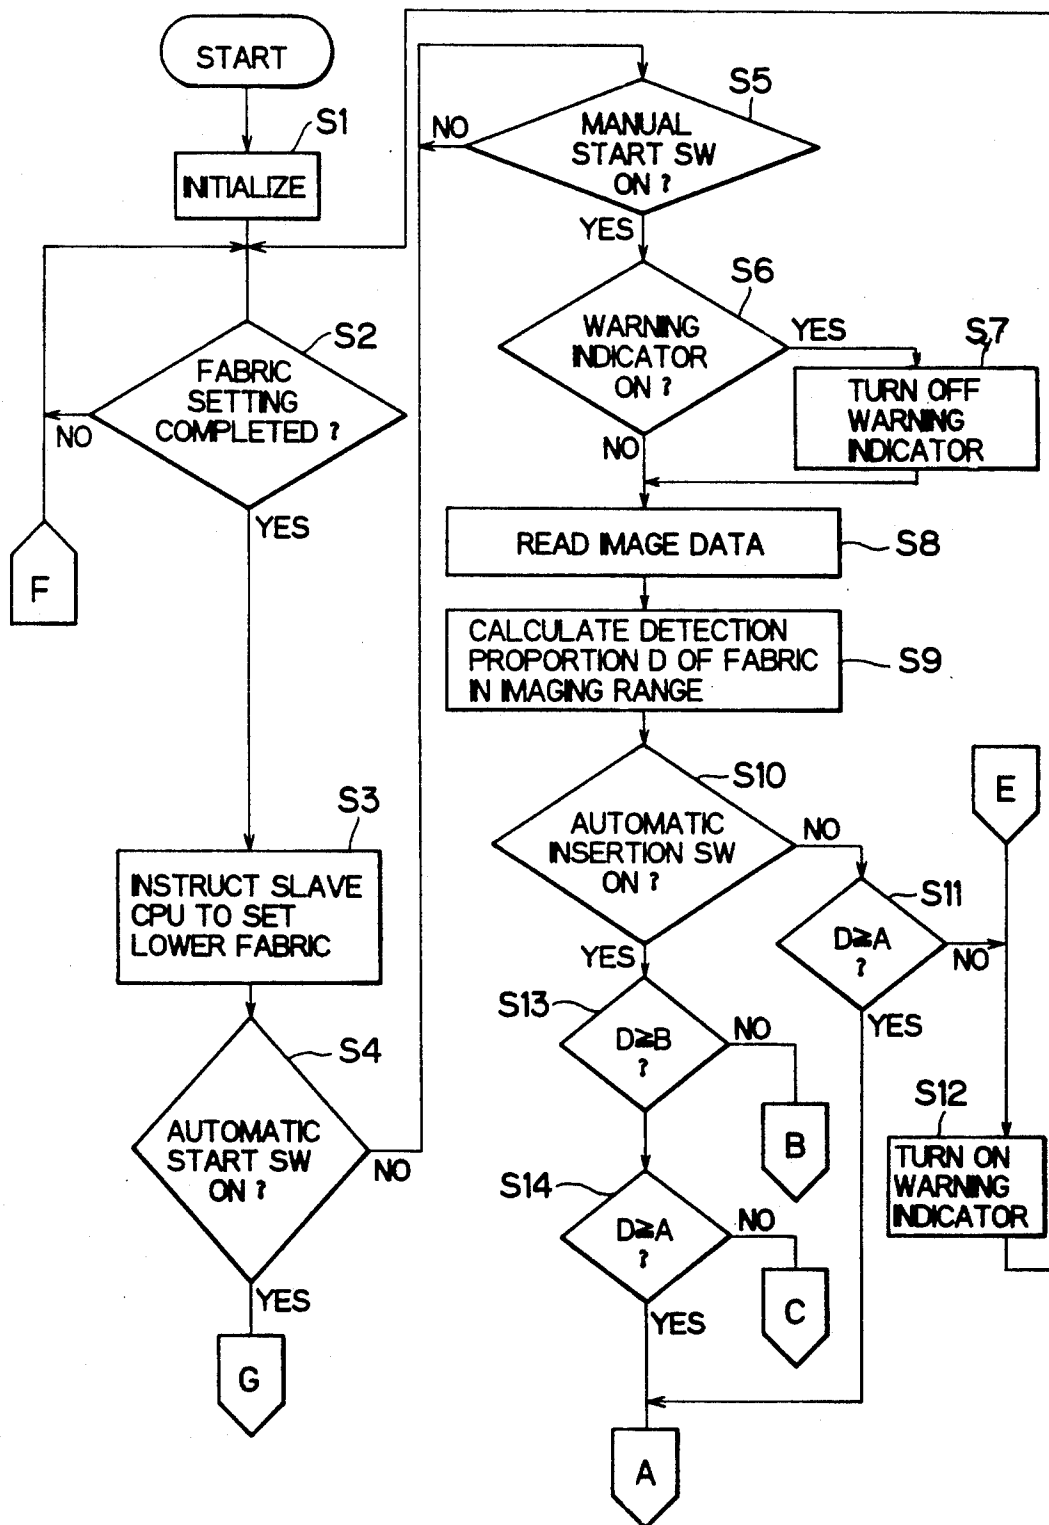 START
S1
INITIALIZE
S2
FABRIC
SETTING
COMPLETED ?
NO
YES
F
S3
INSTRUCT SLAVE
CPU TO SET
LOWER FABRIC
S4
AUTOMATIC
START SW
ON ?
NO
YES
G
S5
MANUAL
START SW
ON ?
NO
YES
S6
WARNING
INDICATOR
ON ?
YES
NO
S7
TURN OFF
WARNING
INDICATOR
READ IMAGE DATA
S8
CALCULATE DETECTION
PROPORTION D OF FABRIC
IN IMAGING RANGE
S9
S10
AUTOMATIC
INSERTION SW
ON ?
NO
YES
E
S11
D≧A
?
NO
YES
S13
D≧B
?
NO
B
S12
TURN ON
WARNING
INDICATOR
S14
D≧A
?
NO
C
YES
A